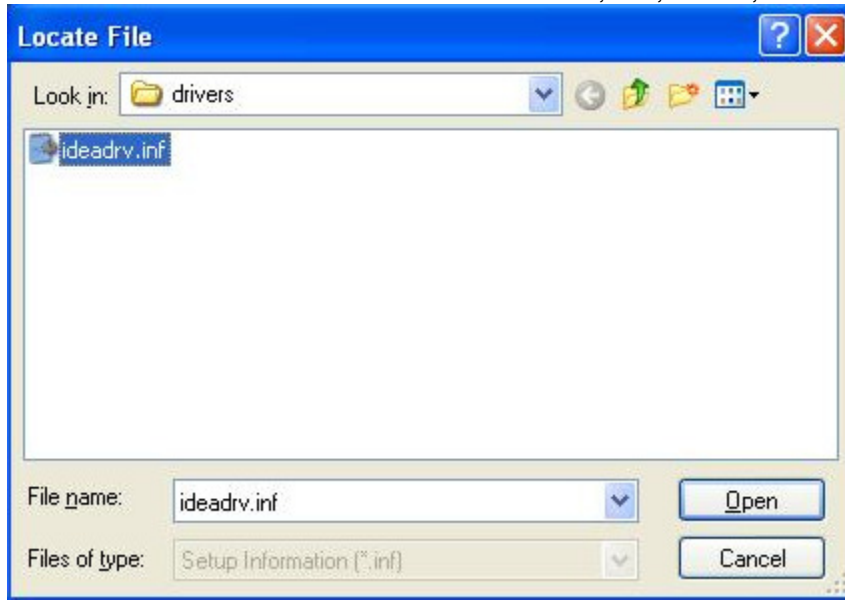 Locate File
Look in: drivers
ideadrv.inf
File name: ideadrv.inf
Open
Files of type: Setup Information (*.inf)
Cancel